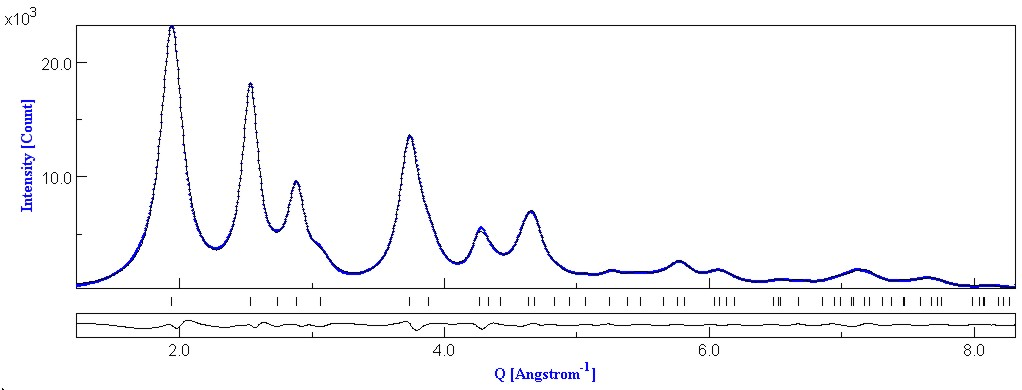 x10³
20.0
10.0
Intensity [Count]
2.0 4.0 6.0 8.0
Q [Angstrom⁻¹]